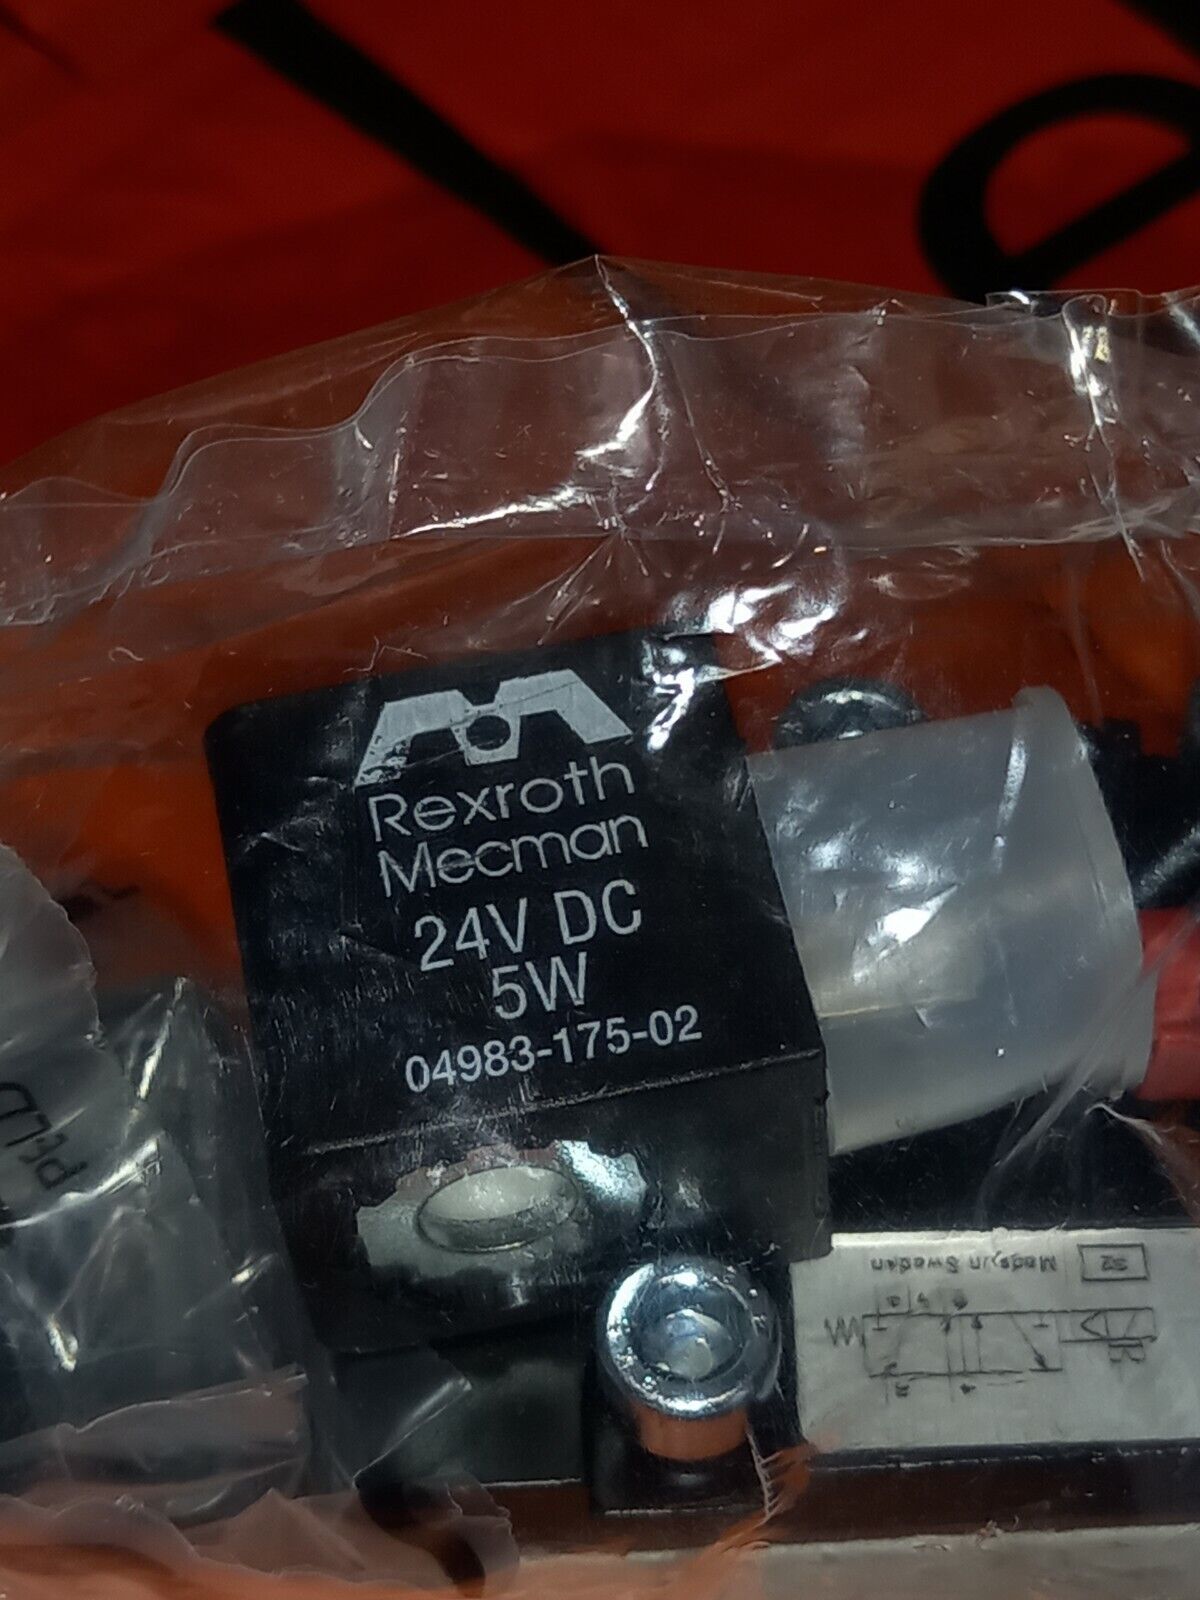 Rexroth
Mecman
24V DC
5W
04983-175-02
Made in Sweden